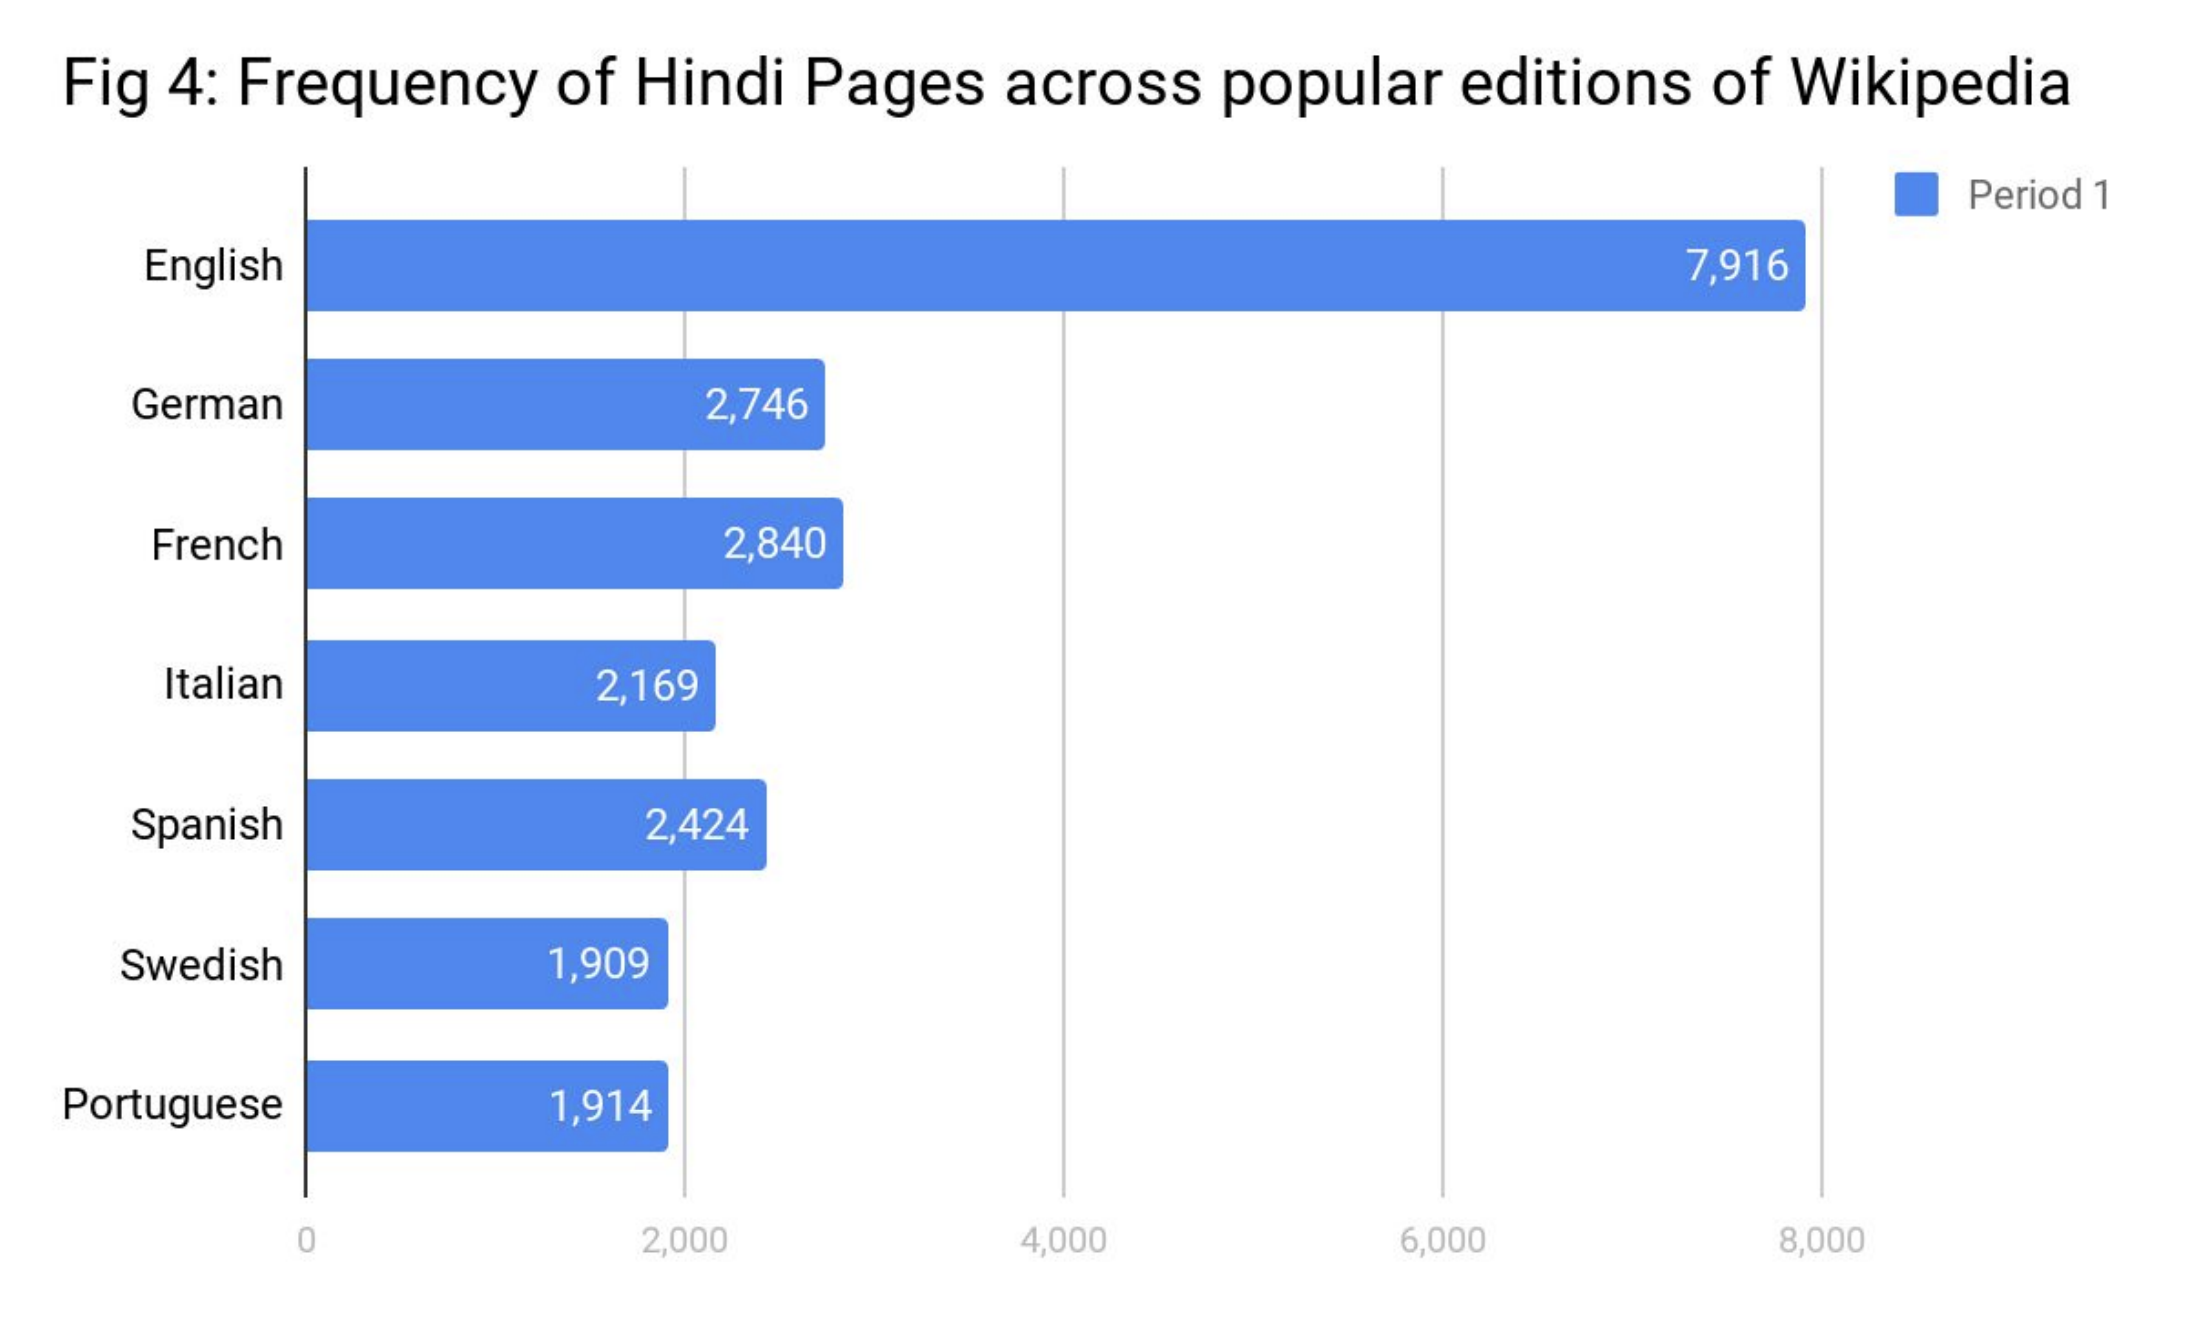 Fig 4: Frequency of Hindi Pages across popular editions of Wikipedia
Period 1
English 7,916
German 2,746
French 2,840
Italian 2,169
Spanish 2,424
Swedish 1,909
Portuguese 1,914
0 2,000 4,000 6,000 8,000